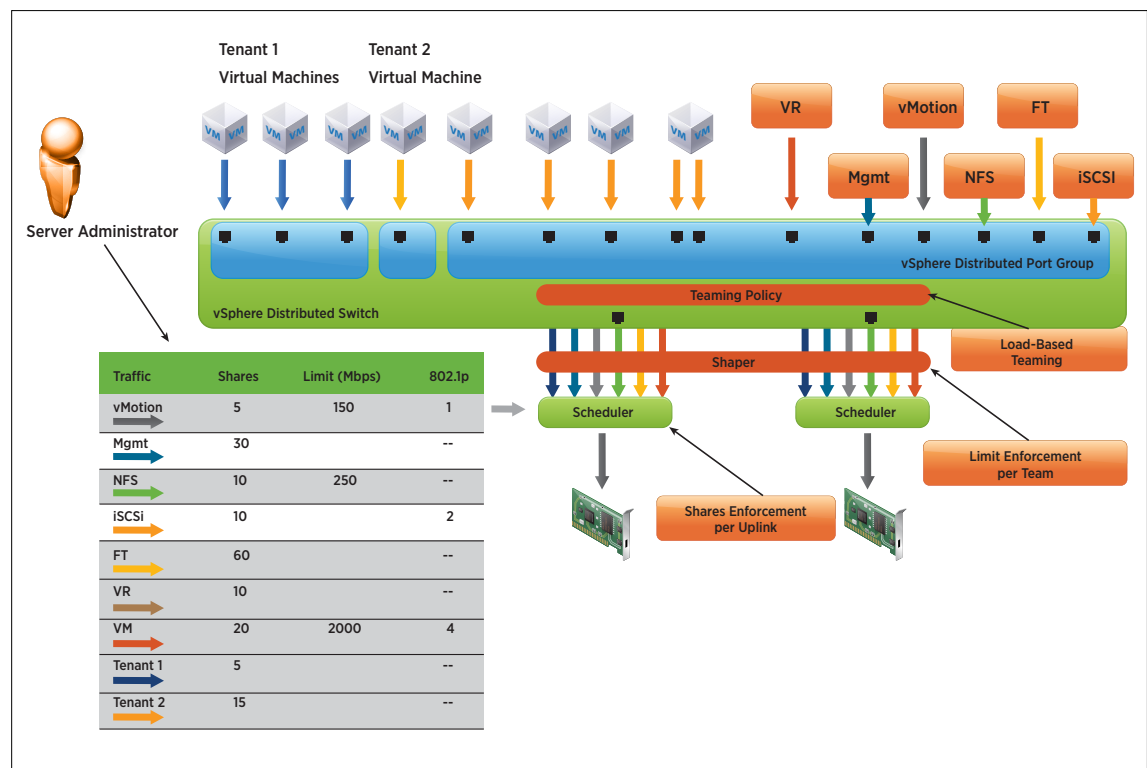 Tenant 1
Virtual Machines
Tenant 2
Virtual Machine
VM VM
VM VM
VM VM
VM VM
VM VM
VM VM
VM VM
VM VM
VR
vMotion
FT
Mgmt
NFS
iSCSI
Server Administrator
vSphere Distributed Port Group
Teaming Policy
vSphere Distributed Switch
Load-Based
Teaming
Shaper
Scheduler
Scheduler
Limit Enforcement
per Team
Shares Enforcement
per Uplink
Traffic Shares Limit (Mbps) 802.1p
vMotion 5 150 1
Mgmt 30 --
NFS 10 250 --
iSCSi 10 2
FT 60 --
VR 10 --
VM 20 2000 4
Tenant 1 5 --
Tenant 2 15 --